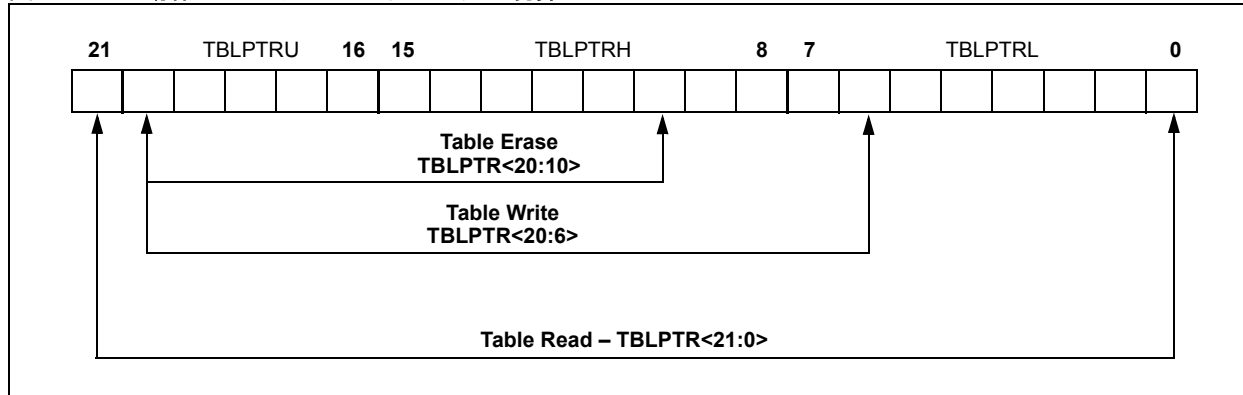 21 TBLPTRU 16 15 TBLPTRH 8 7 TBLPTRL 0
Table Erase
TBLPTR<20:10>
Table Write
TBLPTR<20:6>
Table Read – TBLPTR<21:0>